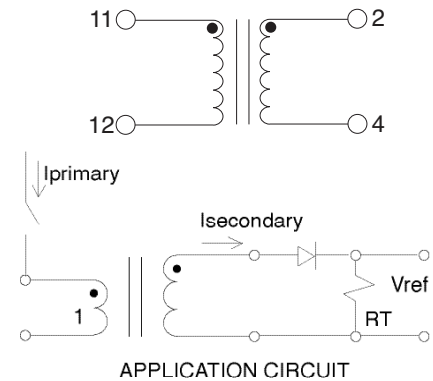 11 2
12 4
Iprimary
Isecondary
1
Vref
RT
APPLICATION CIRCUIT